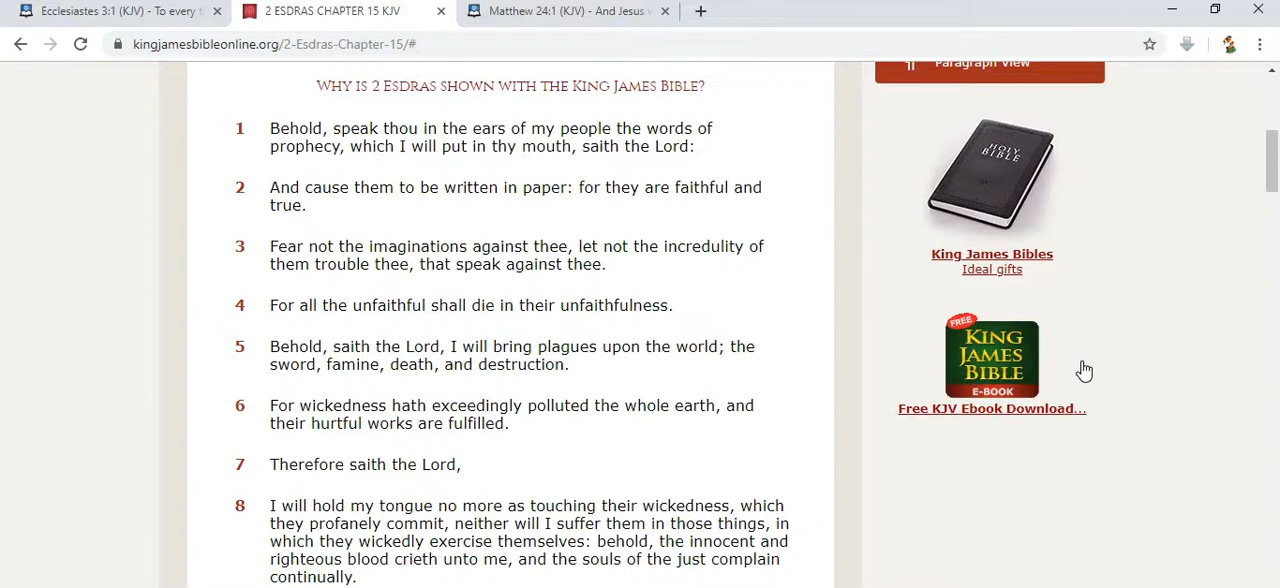 Ecclesiastes 3:1 (KJV) - To every t
2 ESDRAS CHAPTER 15 KJV
Matthew 24:1 (KJV) - And Jesus v
kingjamesbibleonline.org/2-Esdras-Chapter-15/#
Paragraph View
WHY IS 2 ESDRAS SHOWN WITH THE KING JAMES BIBLE?
1 Behold, speak thou in the ears of my people the words of
prophecy, which I will put in thy mouth, saith the Lord:
2 And cause them to be written in paper: for they are faithful and
true.
3 Fear not the imaginations against thee, let not the incredulity of
them trouble thee, that speak against thee.
4 For all the unfaithful shall die in their unfaithfulness.
5 Behold, saith the Lord, I will bring plagues upon the world; the
sword, famine, death, and destruction.
6 For wickedness hath exceedingly polluted the whole earth, and
their hurtful works are fulfilled.
7 Therefore saith the Lord,
8 I will hold my tongue no more as touching their wickedness, which
they profanely commit, neither will I suffer them in those things, in
which they wickedly exercise themselves: behold, the innocent and
righteous blood crieth unto me, and the souls of the just complain
continually.
HOLY
BIBLE
King James Bibles
Ideal gifts
FREE
KING
JAMES
BIBLE
E-BOOK
Free KJV Ebook Download...